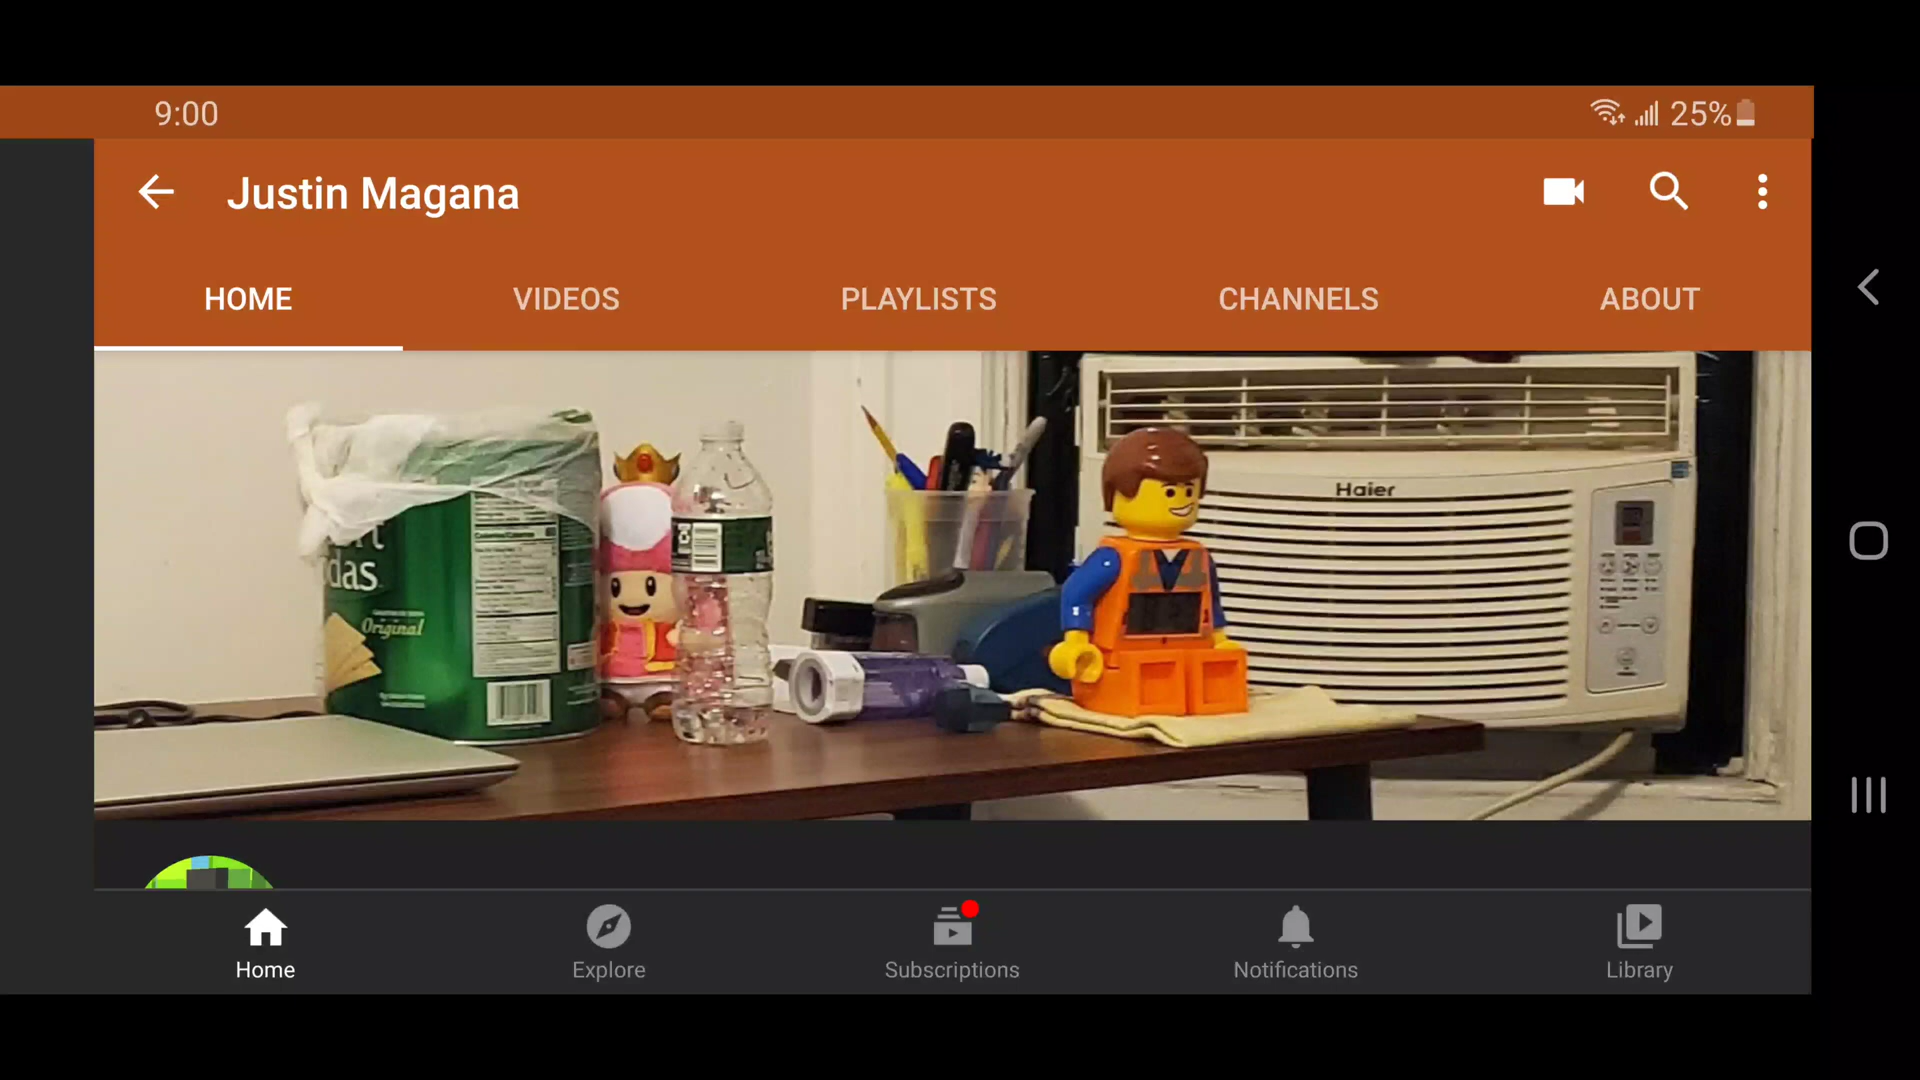 9:00
25%
Justin Magana
HOME
VIDEOS
PLAYLISTS
CHANNELS
ABOUT
Haier
das
Original
Home
Explore
Subscriptions
Notifications
Library